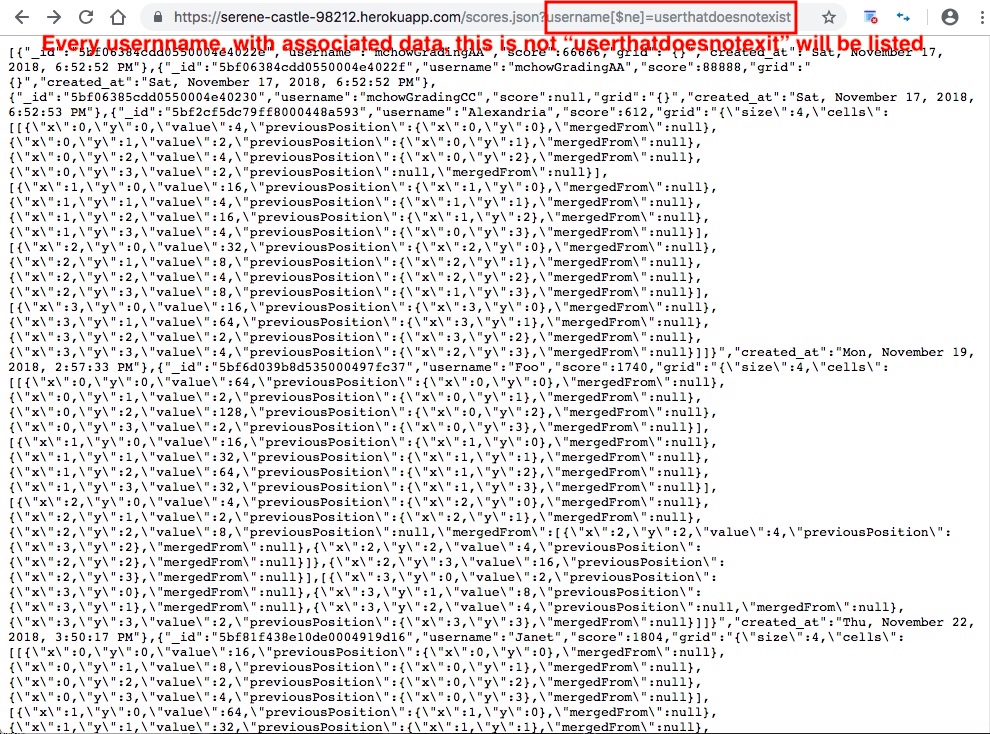 https://serene-castle-98212.herokuapp.com/scores.json?username[$ne]=userthatdoesnotexist
Every usernname, with associated data, this is not “userthatdoesnotexit” will be listed
[{"_id":"5bf06384cdd0550004e4022e","username":"mchowGradingAA","score":66666,"grid":"{}","created_at":"Sat, November 17,
2018, 6:52:52 PM"},{"_id":"5bf06384cdd0550004e4022f","username":"mchowGradingAA","score":88888,"grid":"
{}","created_at":"Sat, November 17, 2018, 6:52:52 PM"},
{"_id":"5bf06385cdd0550004e40230","username":"mchowGradingCC","score":null,"grid":"{}","created_at":"Sat, November 17, 2018,
6:52:53 PM"},{"_id":"5bf2cf5dc79ff8000448a593","username":"Alexandria","score":612,"grid":"{\"size\":4,\"cells\":
[[{\"x\":0,\"y\":0,\"value\":4,\"previousPosition\":{\"x\":0,\"y\":0},\"mergedFrom\":null},
{\"x\":0,\"y\":1,\"value\":2,\"previousPosition\":{\"x\":0,\"y\":1},\"mergedFrom\":null},
{\"x\":0,\"y\":2,\"value\":4,\"previousPosition\":{\"x\":0,\"y\":2},\"mergedFrom\":null},
{\"x\":0,\"y\":3,\"value\":2,\"previousPosition\":null,\"mergedFrom\":null}],
[{\"x\":1,\"y\":0,\"value\":16,\"previousPosition\":{\"x\":1,\"y\":0},\"mergedFrom\":null},
{\"x\":1,\"y\":1,\"value\":4,\"previousPosition\":{\"x\":1,\"y\":1},\"mergedFrom\":null},
{\"x\":1,\"y\":2,\"value\":16,\"previousPosition\":{\"x\":1,\"y\":2},\"mergedFrom\":null},
{\"x\":1,\"y\":3,\"value\":4,\"previousPosition\":{\"x\":0,\"y\":3},\"mergedFrom\":null}],
[{\"x\":2,\"y\":0,\"value\":32,\"previousPosition\":{\"x\":2,\"y\":0},\"mergedFrom\":null},
{\"x\":2,\"y\":1,\"value\":8,\"previousPosition\":{\"x\":2,\"y\":1},\"mergedFrom\":null},
{\"x\":2,\"y\":2,\"value\":4,\"previousPosition\":{\"x\":2,\"y\":2},\"mergedFrom\":null},
{\"x\":2,\"y\":3,\"value\":8,\"previousPosition\":{\"x\":1,\"y\":3},\"mergedFrom\":null}],
[{\"x\":3,\"y\":0,\"value\":16,\"previousPosition\":{\"x\":3,\"y\":0},\"mergedFrom\":null},
{\"x\":3,\"y\":1,\"value\":64,\"previousPosition\":{\"x\":3,\"y\":1},\"mergedFrom\":null},
{\"x\":3,\"y\":2,\"value\":2,\"previousPosition\":{\"x\":3,\"y\":2},\"mergedFrom\":null},
{\"x\":3,\"y\":3,\"value\":4,\"previousPosition\":{\"x\":2,\"y\":3},\"mergedFrom\":null}]]}","created_at":"Mon, November 19,
2018, 2:57:33 PM"},{"_id":"5bf6d039b8d535000497fc37","username":"Foo","score":1740,"grid":"{\"size\":4,\"cells\":
[[{\"x\":0,\"y\":0,\"value\":64,\"previousPosition\":{\"x\":0,\"y\":0},\"mergedFrom\":null},
{\"x\":0,\"y\":1,\"value\":2,\"previousPosition\":{\"x\":0,\"y\":1},\"mergedFrom\":null},
{\"x\":0,\"y\":2,\"value\":128,\"previousPosition\":{\"x\":0,\"y\":2},\"mergedFrom\":null},
{\"x\":0,\"y\":3,\"value\":2,\"previousPosition\":{\"x\":0,\"y\":3},\"mergedFrom\":null}],
[{\"x\":1,\"y\":0,\"value\":16,\"previousPosition\":{\"x\":1,\"y\":0},\"mergedFrom\":null},
{\"x\":1,\"y\":1,\"value\":32,\"previousPosition\":{\"x\":1,\"y\":1},\"mergedFrom\":null},
{\"x\":1,\"y\":2,\"value\":64,\"previousPosition\":{\"x\":1,\"y\":2},\"mergedFrom\":null},
{\"x\":1,\"y\":3,\"value\":32,\"previousPosition\":{\"x\":1,\"y\":3},\"mergedFrom\":null}],
[{\"x\":2,\"y\":0,\"value\":4,\"previousPosition\":{\"x\":2,\"y\":0},\"mergedFrom\":null},
{\"x\":2,\"y\":1,\"value\":2,\"previousPosition\":{\"x\":2,\"y\":1},\"mergedFrom\":null},
{\"x\":2,\"y\":2,\"value\":8,\"previousPosition\":null,\"mergedFrom\":[{\"x\":2,\"y\":2,\"value\":4,\"previousPosition\":
{\"x\":3,\"y\":2},\"mergedFrom\":null},{\"x\":2,\"y\":2,\"value\":4,\"previousPosition\":
{\"x\":2,\"y\":2},\"mergedFrom\":null}]},{\"x\":2,\"y\":3,\"value\":16,\"previousPosition\":
{\"x\":2,\"y\":3},\"mergedFrom\":null}],[{\"x\":3,\"y\":0,\"value\":2,\"previousPosition\":
{\"x\":3,\"y\":0},\"mergedFrom\":null},{\"x\":3,\"y\":1,\"value\":8,\"previousPosition\":
{\"x\":3,\"y\":1},\"mergedFrom\":null},{\"x\":3,\"y\":2,\"value\":4,\"previousPosition\":null,\"mergedFrom\":null},
{\"x\":3,\"y\":3,\"value\":2,\"previousPosition\":{\"x\":3,\"y\":3},\"mergedFrom\":null}]]}","created_at":"Thu, November 22,
2018, 3:50:17 PM"},{"_id":"5bf81f438e10de0004919d16","username":"Janet","score":1804,"grid":"{\"size\":4,\"cells\":
[[{\"x\":0,\"y\":0,\"value\":16,\"previousPosition\":{\"x\":0,\"y\":0},\"mergedFrom\":null},
{\"x\":0,\"y\":1,\"value\":8,\"previousPosition\":{\"x\":0,\"y\":1},\"mergedFrom\":null},
{\"x\":0,\"y\":2,\"value\":2,\"previousPosition\":{\"x\":0,\"y\":2},\"mergedFrom\":null},
{\"x\":0,\"y\":3,\"value\":4,\"previousPosition\":{\"x\":0,\"y\":3},\"mergedFrom\":null}],
[{\"x\":1,\"y\":0,\"value\":64,\"previousPosition\":{\"x\":1,\"y\":0},\"mergedFrom\":null},
{\"x\":1,\"y\":1,\"value\":32,\"previousPosition\":{\"x\":1,\"y\":1},\"mergedFrom\":null},